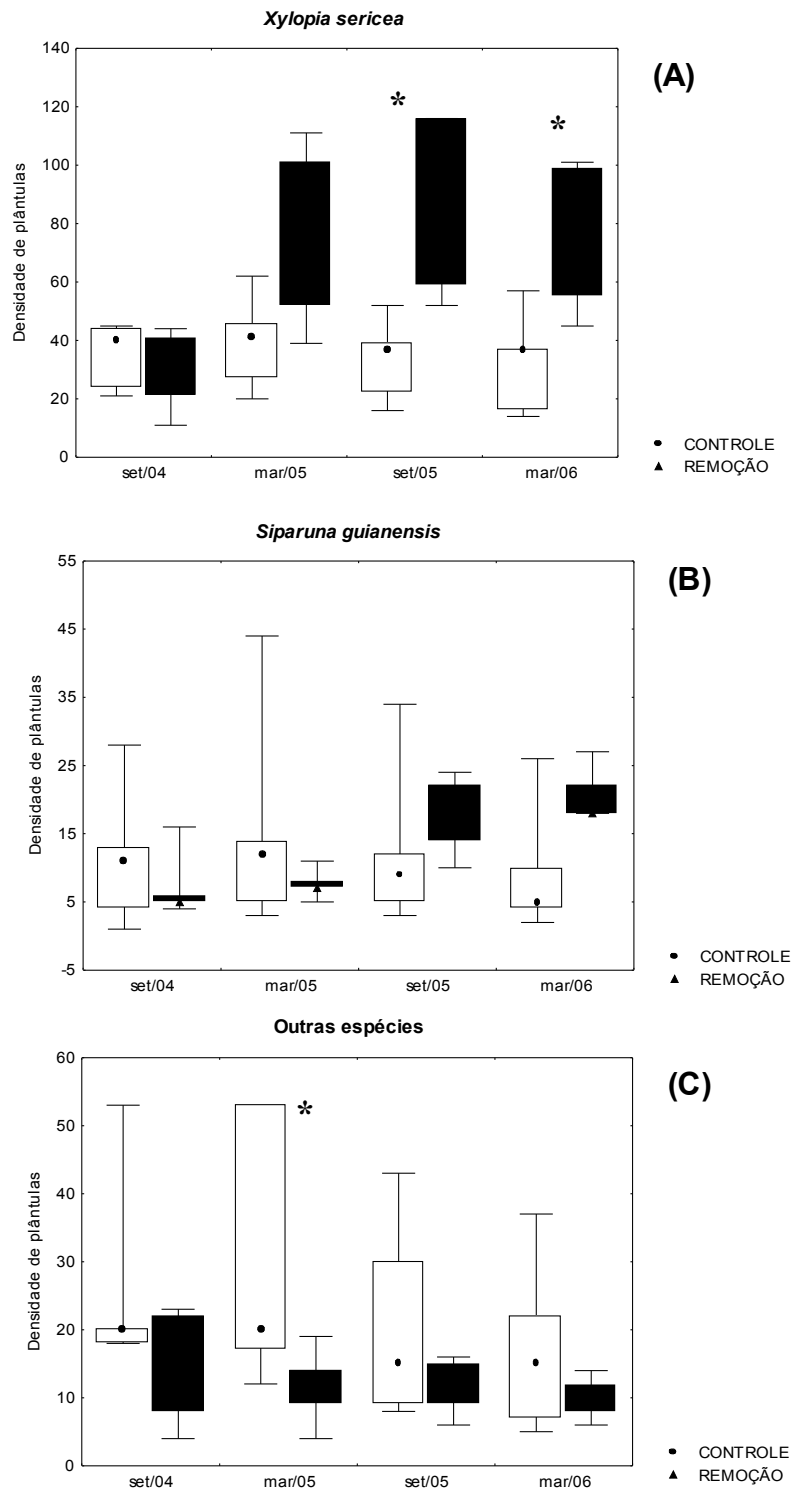 Xylopia sericea
(A)
Densidade de plântulas
140
120
100
80
60
40
20
0
*
*
set/04 mar/05 set/05 mar/06
CONTROLE
REMOÇÃO
Siparuna guianensis
(B)
Densidade de plântulas
55
45
35
25
15
5
-5
set/04 mar/05 set/05 mar/06
CONTROLE
REMOÇÃO
Outras espécies
(C)
Densidade de plântulas
60
50
40
30
20
10
0
*
set/04 mar/05 set/05 mar/06
CONTROLE
REMOÇÃO